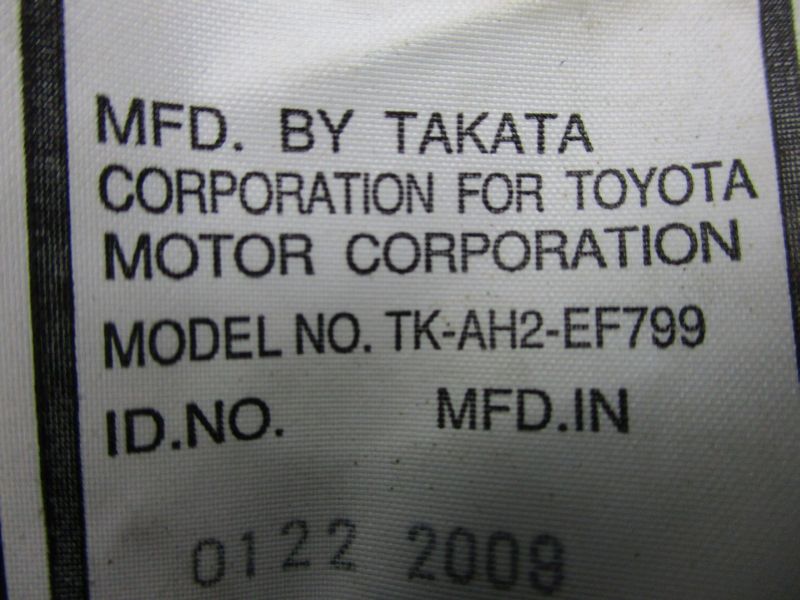 MFD. BY TAKATA
CORPORATION FOR TOYOTA
MOTOR CORPORATION
MODEL NO. TK-AH2-EF799
ID.NO. MFD.IN
0122 2009